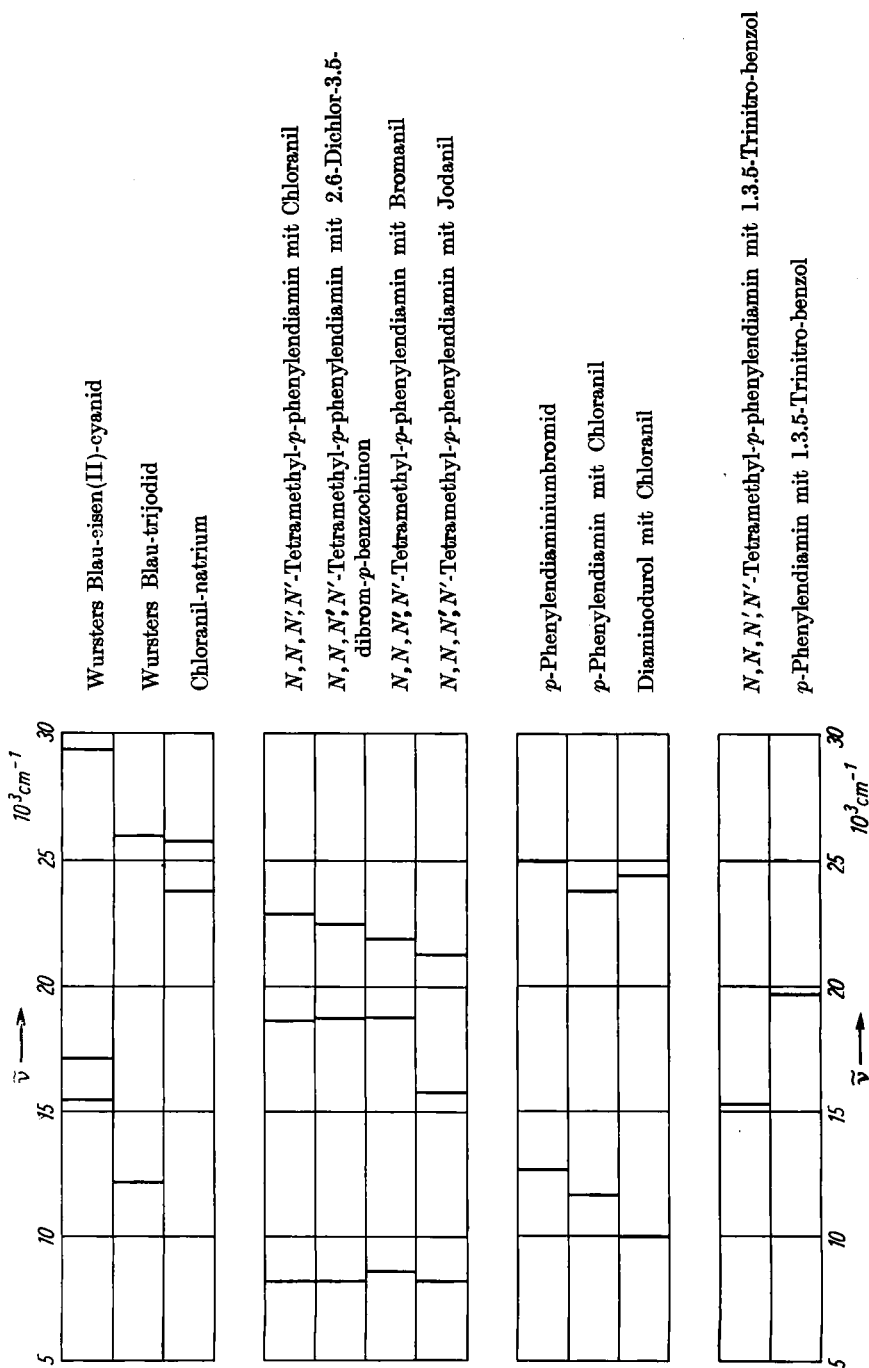 ν̃ ⟶ 10³cm⁻¹
5 10 15 20 25 30
Wursters Blau-eisen(II)-cyanid
Wursters Blau-trijodid
Chloranil-natrium
N,N,N′,N′-Tetramethyl-p-phenylendiamin mit Chloranil
N,N,N′,N′-Tetramethyl-p-phenylendiamin mit 2.6-Dichlor-3.5-
dibrom-p-benzochinon
N,N,N′,N′-Tetramethyl-p-phenylendiamin mit Bromanil
N,N,N′,N′-Tetramethyl-p-phenylendiamin mit Jodanil
p-Phenylendiaminiumbromid
p-Phenylendiamin mit Chloranil
Diaminodurol mit Chloranil
N,N,N′,N′-Tetramethyl-p-phenylendiamin mit 1.3.5-Trinitro-benzol
p-Phenylendiamin mit 1.3.5-Trinitro-benzol
5 10 15 20 25 30
ν̃ ⟶ 10³cm⁻¹